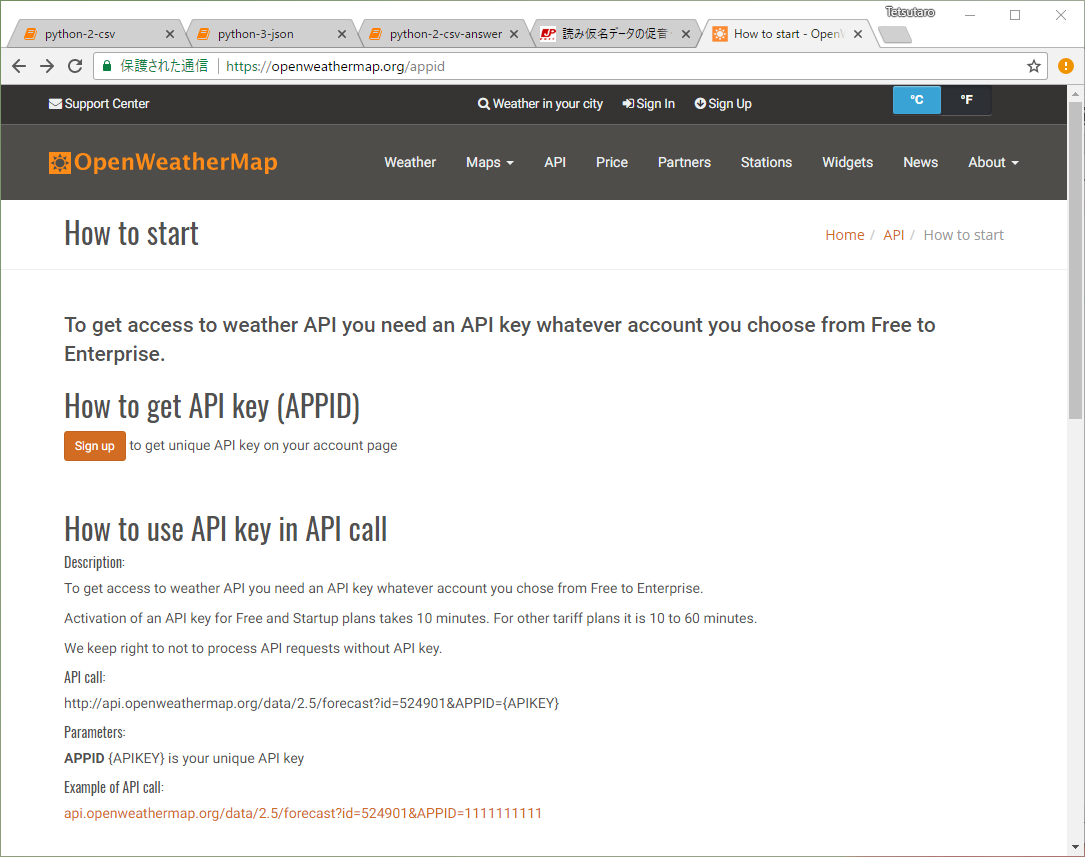 Tetsutaro
python-2-csv
python-3-json
python-2-csv-answer
読み仮名データの促音
How to start - OpenW
保護された通信
https://openweathermap.org/appid
Support Center
Weather in your city
Sign In
Sign Up
°C
°F
OpenWeatherMap
Weather
Maps
API
Price
Partners
Stations
Widgets
News
About
How to start
Home / API / How to start
To get access to weather API you need an API key whatever account you choose from Free to
Enterprise.
How to get API key (APPID)
Sign up to get unique API key on your account page
How to use API key in API call
Description:
To get access to weather API you need an API key whatever account you chose from Free to Enterprise.
Activation of an API key for Free and Startup plans takes 10 minutes. For other tariff plans it is 10 to 60 minutes.
We keep right to not to process API requests without API key.
API call:
http://api.openweathermap.org/data/2.5/forecast?id=524901&APPID={APIKEY}
Parameters:
APPID {APIKEY} is your unique API key
Example of API call:
api.openweathermap.org/data/2.5/forecast?id=524901&APPID=1111111111